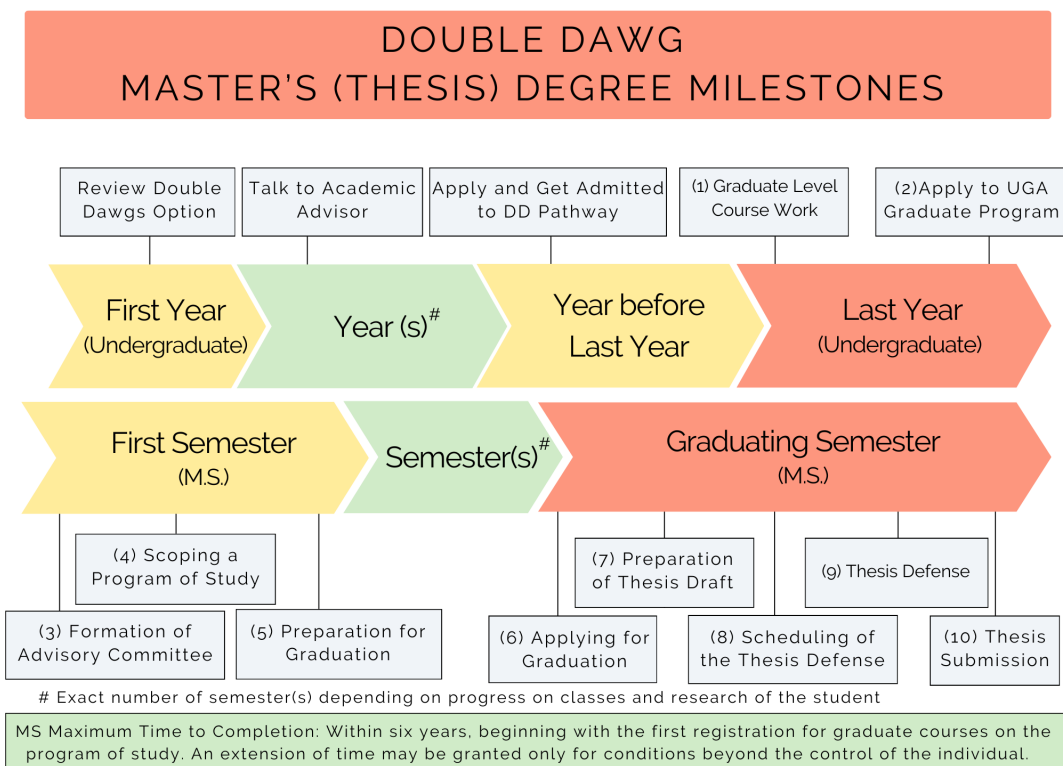 DOUBLE DAWG
MASTER'S (THESIS) DEGREE MILESTONES
Review Double
Dawgs Option
Talk to Academic
Advisor
Apply and Get Admitted
to DD Pathway
(1) Graduate Level
Course Work
(2)Apply to UGA
Graduate Program
First Year
(Undergraduate)
Year (s)#
Year before
Last Year
Last Year
(Undergraduate)
First Semester
(M.S.)
Semester(s)#
Graduating Semester
(M.S.)
(3) Formation of
Advisory Committee
(4) Scoping a
Program of Study
(5) Preparation for
Graduation
(6) Applying for
Graduation
(7) Preparation
of Thesis Draft
(8) Scheduling of
the Thesis Defense
(9) Thesis Defense
(10) Thesis
Submission
# Exact number of semester(s) depending on progress on classes and research of the student
MS Maximum Time to Completion: Within six years, beginning with the first registration for graduate courses on the
program of study. An extension of time may be granted only for conditions beyond the control of the individual.